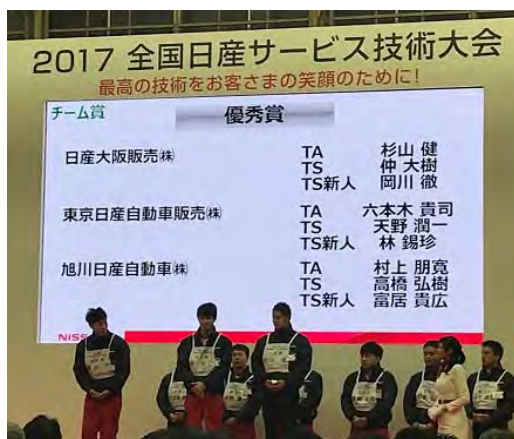 2017 全国日産サービス技術大会
最高の技術をお客さまの笑顔のために!
チーム賞
優秀賞
日産大阪販売㈱ TA 杉山 健
TS 仲 大樹
TS新人 岡川 徹
東京日産自動車販売㈱ TA 六本木 貴司
TS 天野 潤一
TS新人 林 錫珍
旭川日産自動車㈱ TA 村上 朋寛
TS 高橋 弘樹
TS新人 富居 貴広